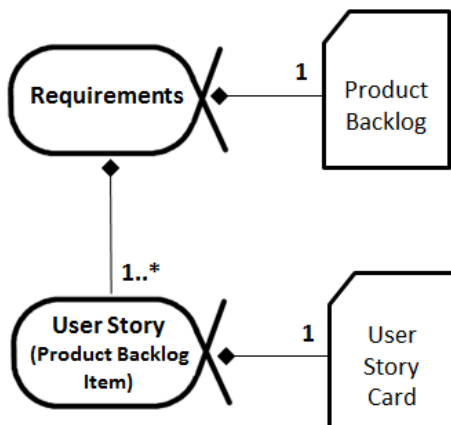 Requirements
1
Product
Backlog
1..*
User Story
(Product Backlog
Item)
1
User
Story
Card